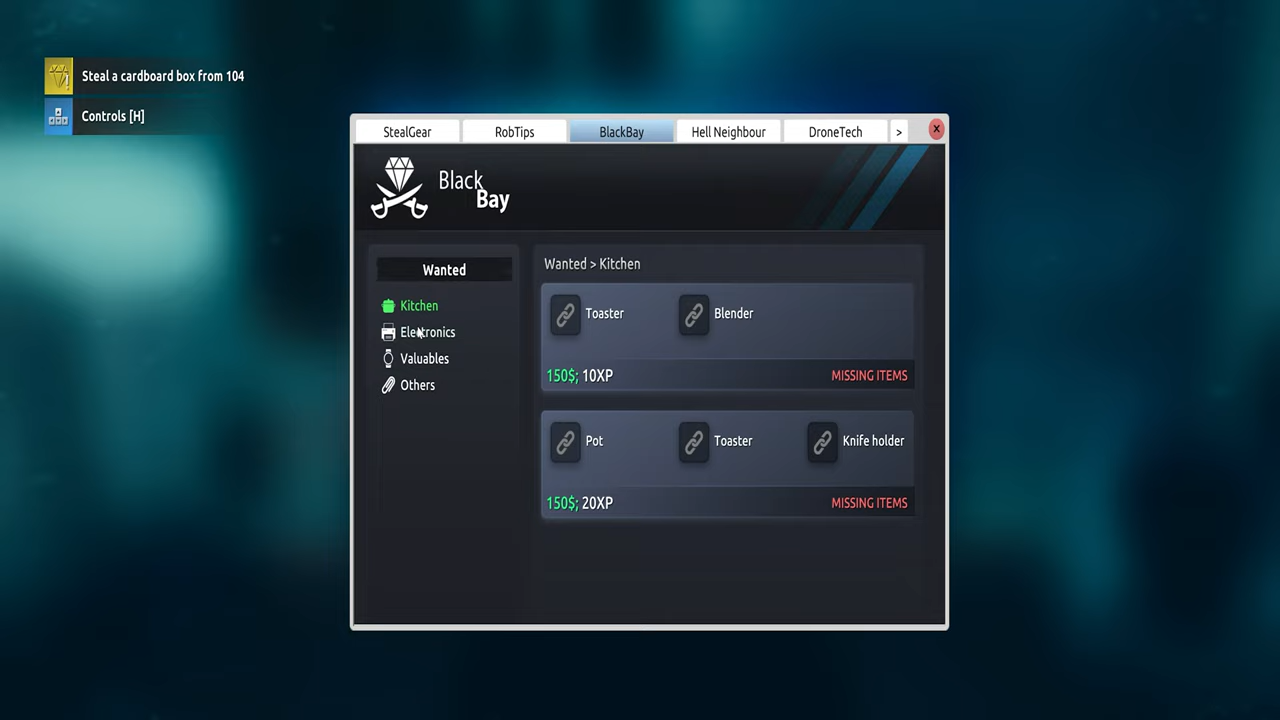 Steal a cardboard box from 104
Controls [H]
StealGear
RobTips
BlackBay
Hell Neighbour
DroneTech
>
x
Black
Bay
Wanted
Kitchen
Electronics
Valuables
Others
Wanted > Kitchen
Toaster
Blender
150$; 10XP
MISSING ITEMS
Pot
Toaster
Knife holder
150$; 20XP
MISSING ITEMS